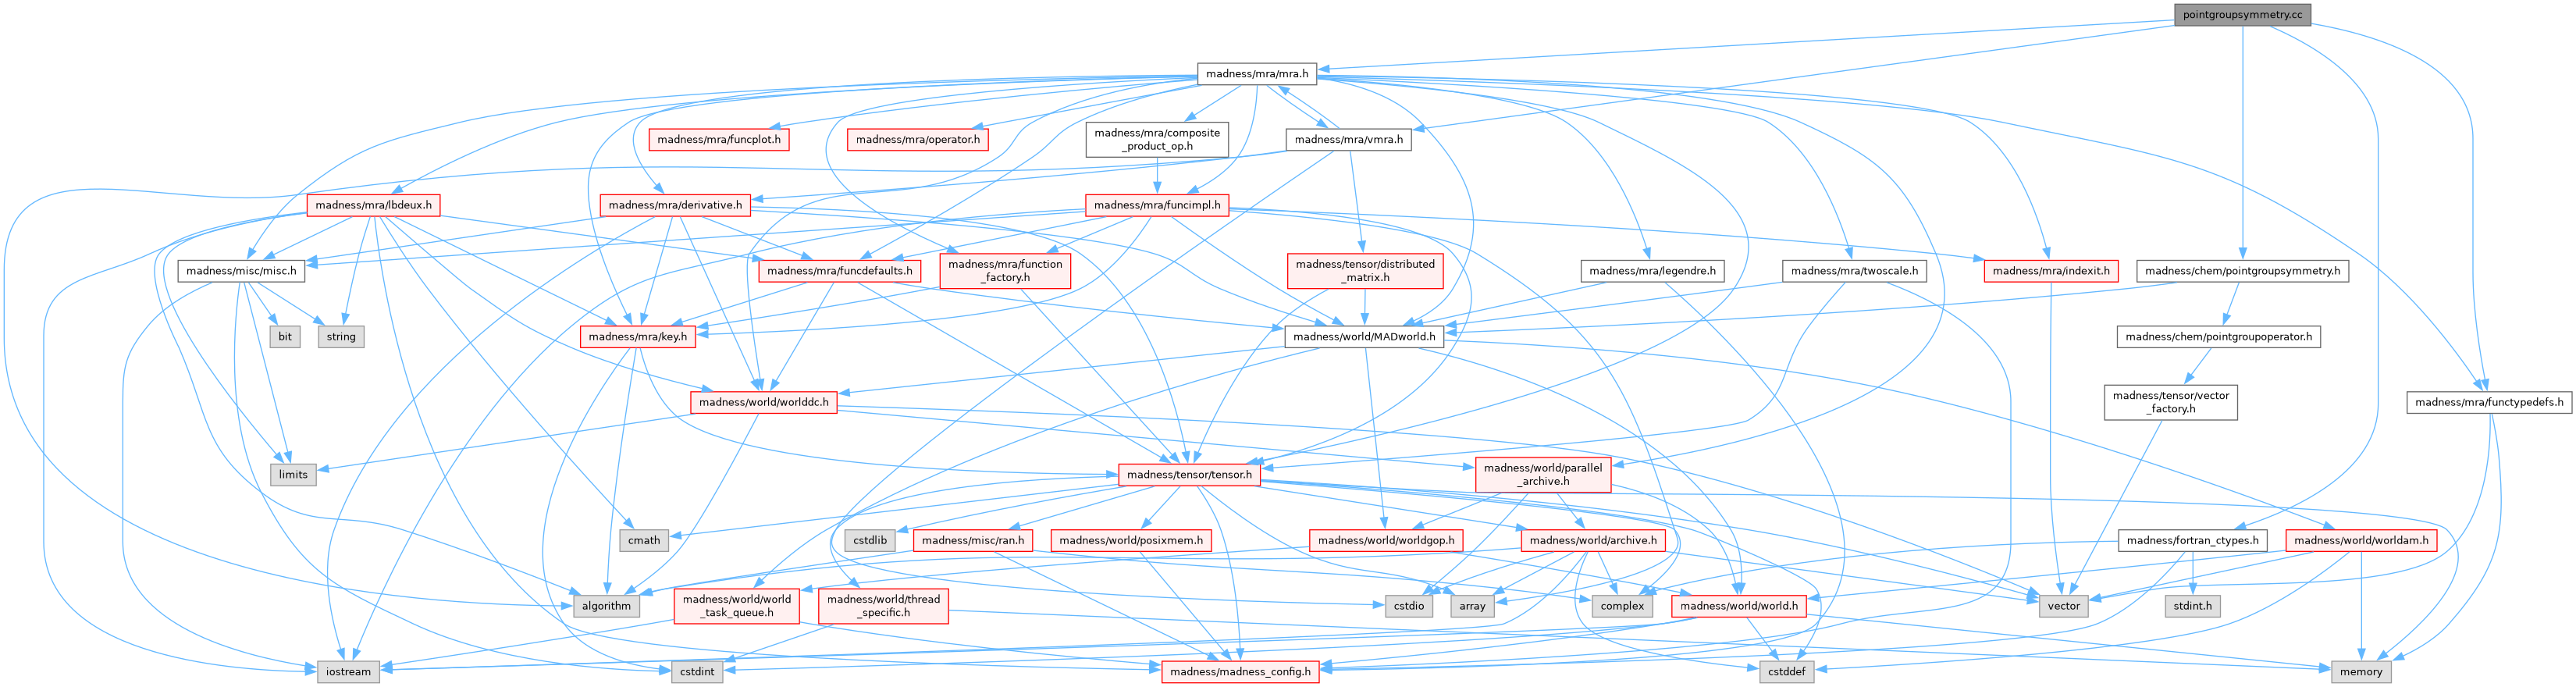 pointgroupsymmetry.cc
madness/mra/mra.h
madness/mra/funcplot.h
madness/mra/operator.h
madness/mra/composite
_product_op.h
madness/mra/vmra.h
madness/mra/lbdeux.h
madness/mra/derivative.h
madness/mra/funcimpl.h
madness/misc/misc.h
madness/mra/funcdefaults.h
madness/mra/function
_factory.h
madness/tensor/distributed
_matrix.h
madness/mra/legendre.h
madness/mra/twoscale.h
madness/mra/indexit.h
madness/chem/pointgroupsymmetry.h
bit
string
madness/mra/key.h
madness/world/MADworld.h
madness/chem/pointgroupoperator.h
madness/world/worlddc.h
madness/tensor/vector
_factory.h
madness/mra/functypedefs.h
limits
madness/tensor/tensor.h
madness/world/parallel
_archive.h
cmath
cstdlib
madness/misc/ran.h
madness/world/posixmem.h
madness/world/worldgop.h
madness/world/archive.h
madness/fortran_ctypes.h
madness/world/worldam.h
algorithm
madness/world/world
_task_queue.h
madness/world/thread
_specific.h
cstdio
array
complex
madness/world/world.h
vector
stdint.h
iostream
cstdint
madness/madness_config.h
cstddef
memory